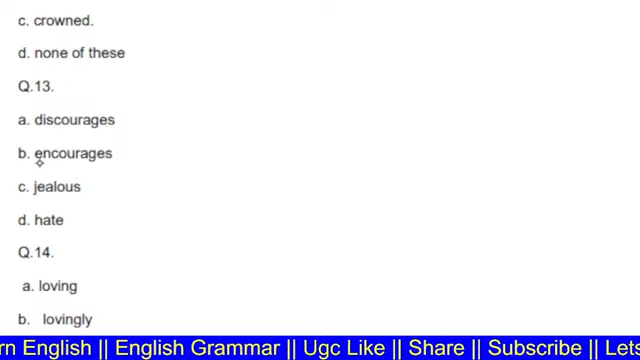 c. crowned.
d. none of these
Q.13.
a. discourages
b. encourages
c. jealous
d. hate
Q.14.
a. loving
b. lovingly
rn English || English Grammar || Ugc Like || Share || Subscribe || Lets